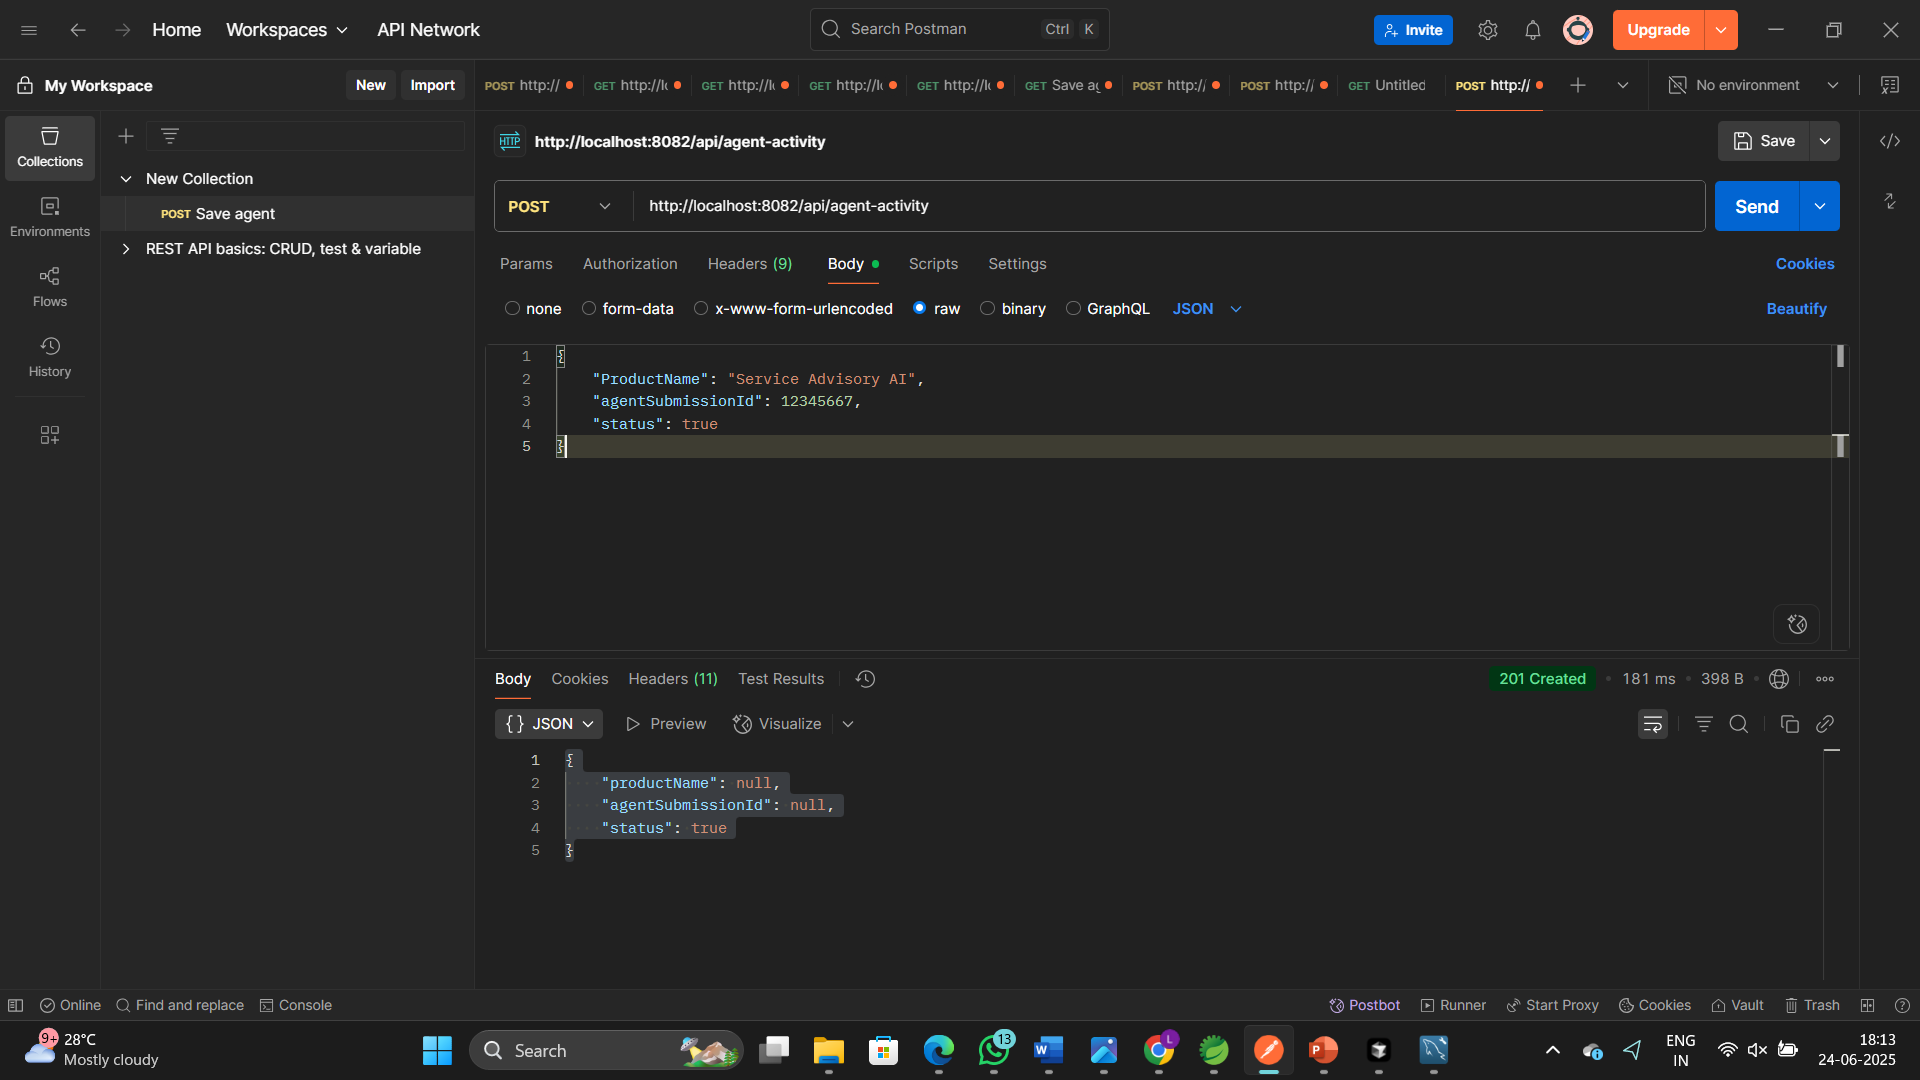 Home Workspaces API Network Search Postman Ctrl K Invite Upgrade
My Workspace New Import POST http:// GET http://l GET http://l GET http://l GET http://l GET Save ag POST http:/ POST http:/ GET Untitled POST http:// No environment
Collections
Environments
Flows
History
New Collection
POST Save agent
REST API basics: CRUD, test & variable
HTTP http://localhost:8082/api/agent-activity Save
POST http://localhost:8082/api/agent-activity Send
Params Authorization Headers (9) Body Scripts Settings Cookies
none form-data x-www-form-urlencoded raw binary GraphQL JSON Beautify
1 {
2 "ProductName": "Service Advisory AI",
3 "agentSubmissionId": 12345667,
4 "status": true
5 }
Body Cookies Headers (11) Test Results 201 Created • 181 ms • 398 B
{} JSON Preview Visualize
1 {
2 "productName": null,
3 "agentSubmissionId": null,
4 "status": true
5 }
Online Find and replace Console Postbot Runner Start Proxy Cookies Vault Trash
9+ 28°C
Mostly cloudy
Search
13
L
ENG
IN
18:13
24-06-2025